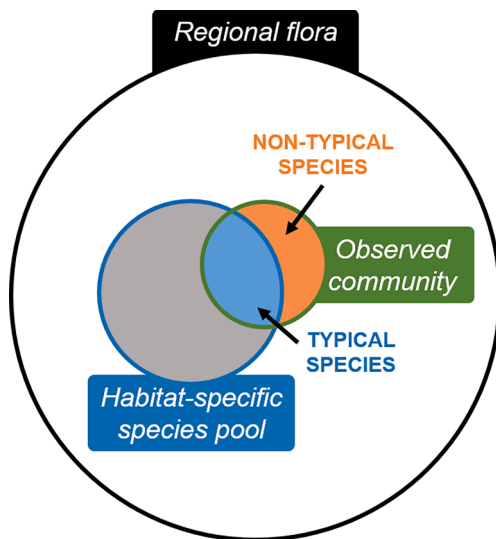 Regional flora
NON-TYPICAL
SPECIES
Observed
community
TYPICAL
SPECIES
Habitat-specific
species pool